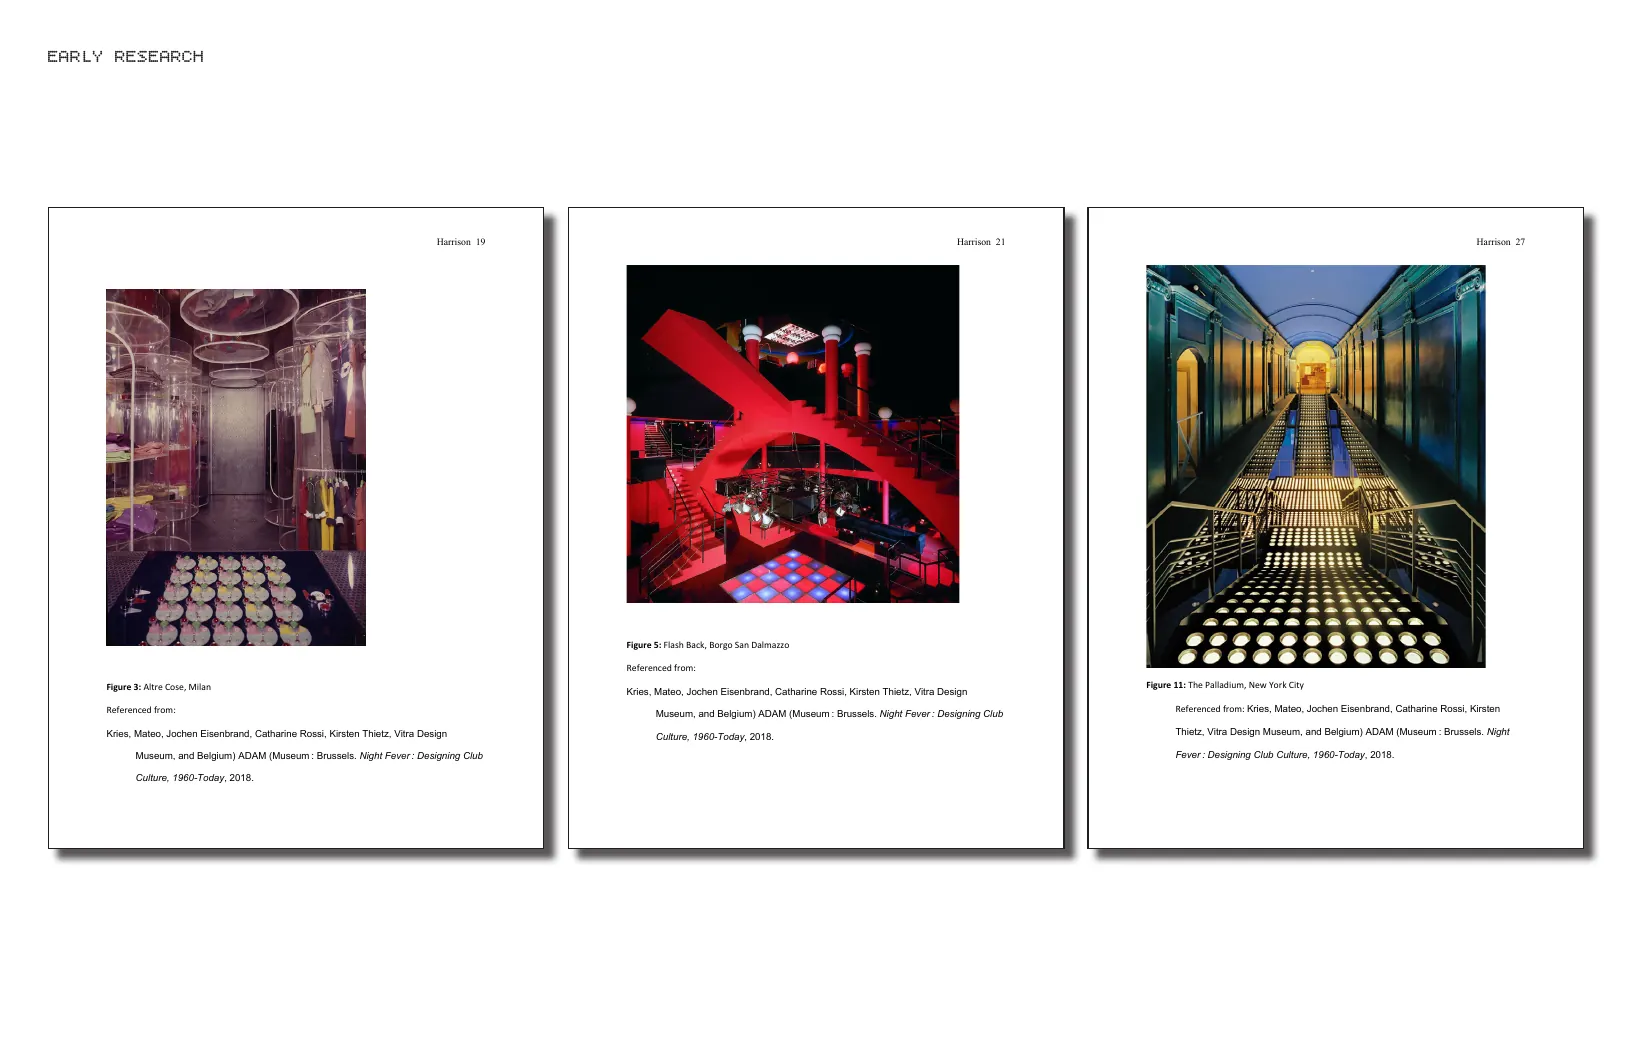 EARLY RESEARCH
Harrison 19
Figure 3: Altre Cose, Milan
Referenced from:
Kries, Mateo, Jochen Eisenbrand, Catharine Rossi, Kirsten Thietz, Vitra Design
Museum, and Belgium) ADAM (Museum : Brussels. Night Fever : Designing Club
Culture, 1960-Today, 2018.
Harrison 21
Figure 5: Flash Back, Borgo San Dalmazzo
Referenced from:
Kries, Mateo, Jochen Eisenbrand, Catharine Rossi, Kirsten Thietz, Vitra Design
Museum, and Belgium) ADAM (Museum : Brussels. Night Fever : Designing Club
Culture, 1960-Today, 2018.
Harrison 27
Figure 11: The Palladium, New York City
Referenced from: Kries, Mateo, Jochen Eisenbrand, Catharine Rossi, Kirsten
Thietz, Vitra Design Museum, and Belgium) ADAM (Museum : Brussels. Night
Fever : Designing Club Culture, 1960-Today, 2018.